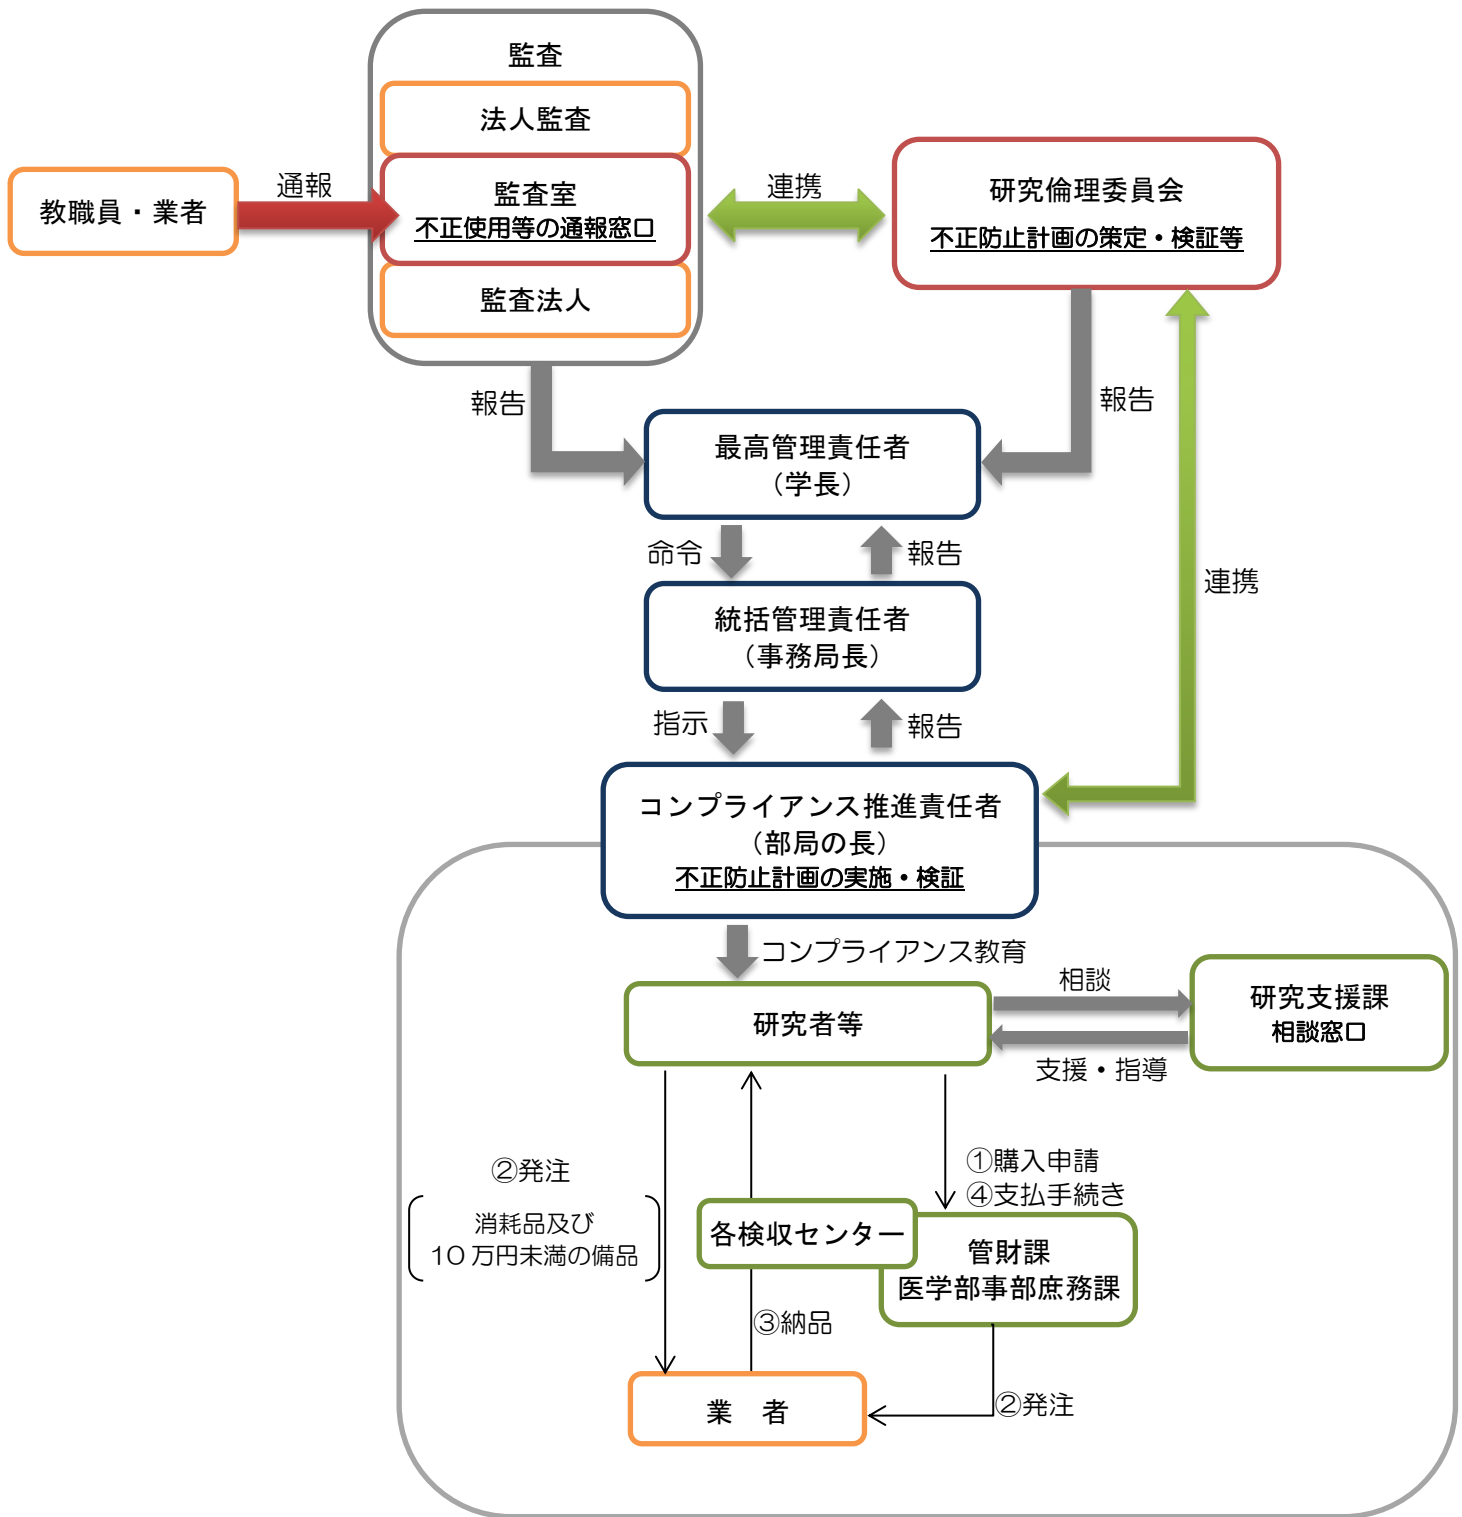 監査
法人監査
教職員・業者
通報
監査室
不正使用等の通報窓口
監査法人
連携
研究倫理委員会
不正防止計画の策定・検証等
報告
報告
最高管理責任者
（学長）
命令
報告
連携
統括管理責任者
（事務局長）
指示
報告
コンプライアンス推進責任者
（部局の長）
不正防止計画の実施・検証
コンプライアンス教育
研究者等
相談
支援・指導
研究支援課
相談窓口
②発注
消耗品及び
10万円未満の備品
①購入申請
④支払手続き
各検収センター
管財課
医学部事部庶務課
③納品
②発注
業　者